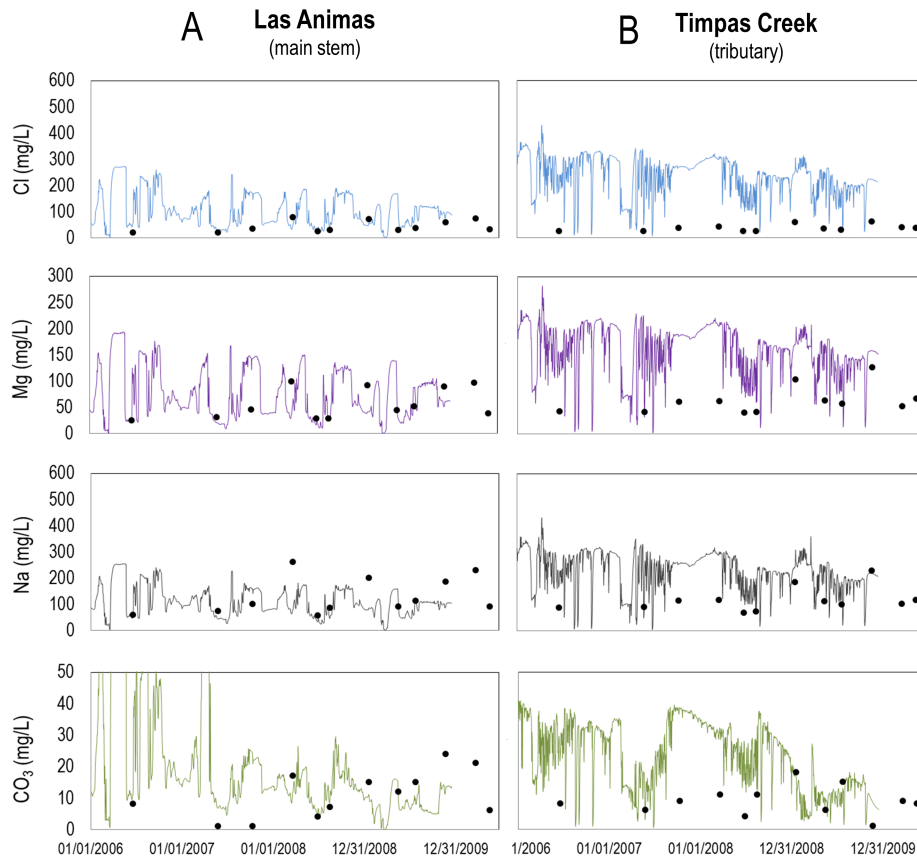 A
Las Animas
(main stem)
B
Timpas Creek
(tributary)
Cl (mg/L)
600
500
400
300
200
100
0
Mg (mg/L)
300
250
200
150
100
50
0
Na (mg/L)
600
500
400
300
200
100
0
CO₃ (mg/L)
50
40
30
20
10
0
01/01/2006 01/01/2007 01/01/2008 12/31/2008 12/31/2009
1/2006 01/01/2007 01/01/2008 12/31/2008 12/31/2009